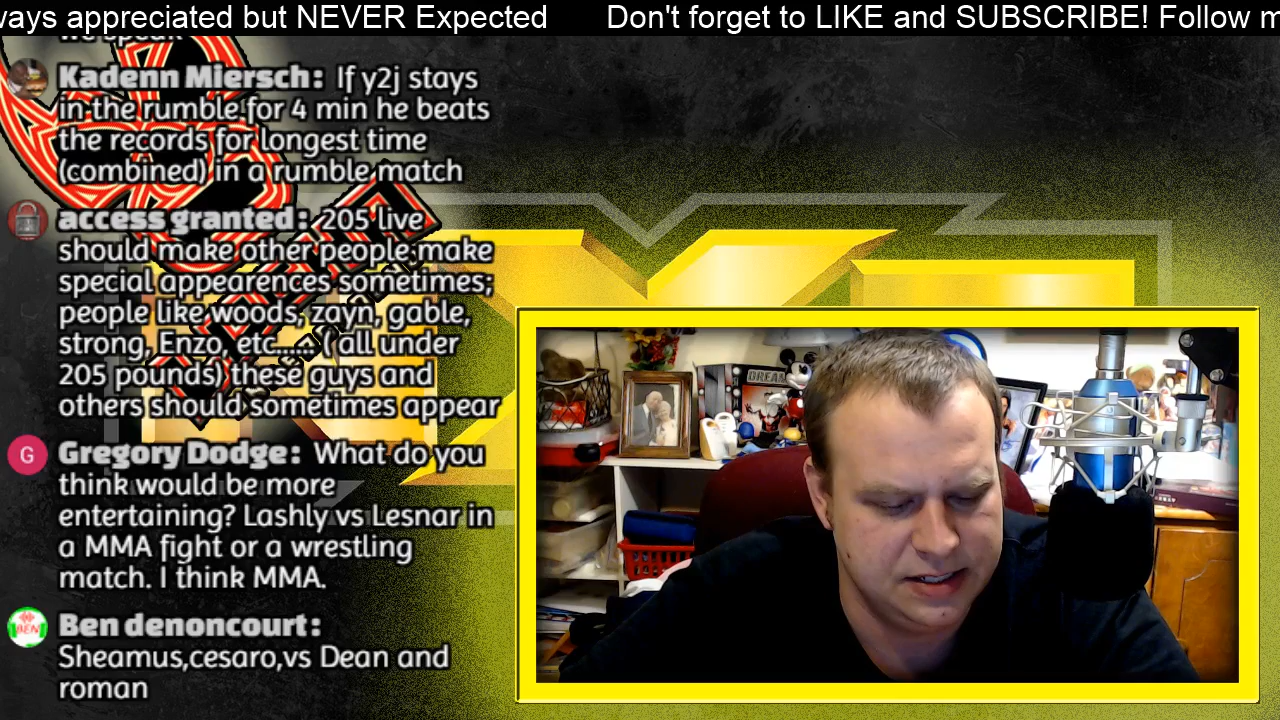 ways appreciated but NEVER Expected Don't forget to LIKE and SUBSCRIBE! Follow m
we speak
Kadenn Miersch: If y2j stays
in the rumble for 4 min he beats
the records for longest time
(combined) in a rumble match
access granted: 205 live
should make other people make
special appearences sometimes;
people like woods, zayn, gable,
strong, Enzo, etc...... ( all under
205 pounds) these guys and
others should sometimes appear
G Gregory Dodge: What do you
think would be more
entertaining? Lashly vs Lesnar in
a MMA fight or a wrestling
match. I think MMA.
BEN Ben denoncourt:
Sheamus,cesaro,vs Dean and
roman
DREAM